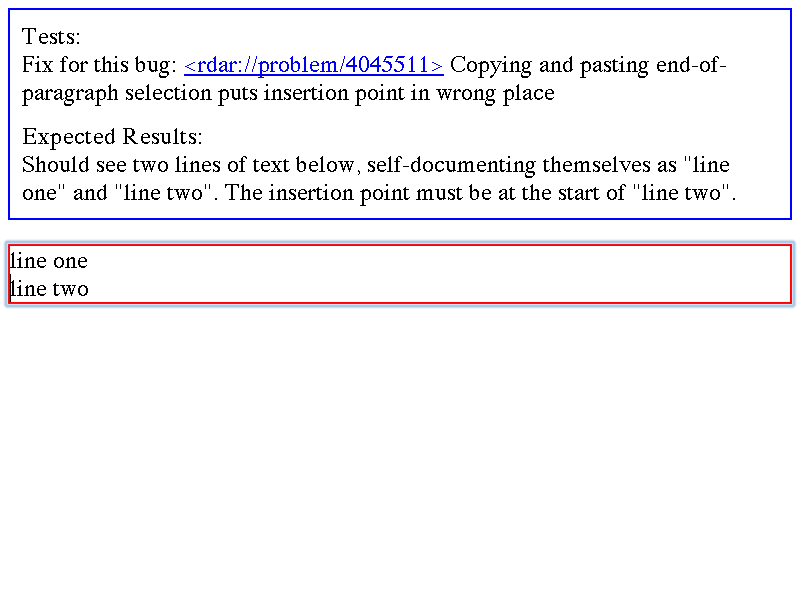 Tests:
Fix for this bug: <rdar://problem/4045511> Copying and pasting end-of-
paragraph selection puts insertion point in wrong place
Expected Results:
Should see two lines of text below, self-documenting themselves as "line
one" and "line two". The insertion point must be at the start of "line two".
line one
line two